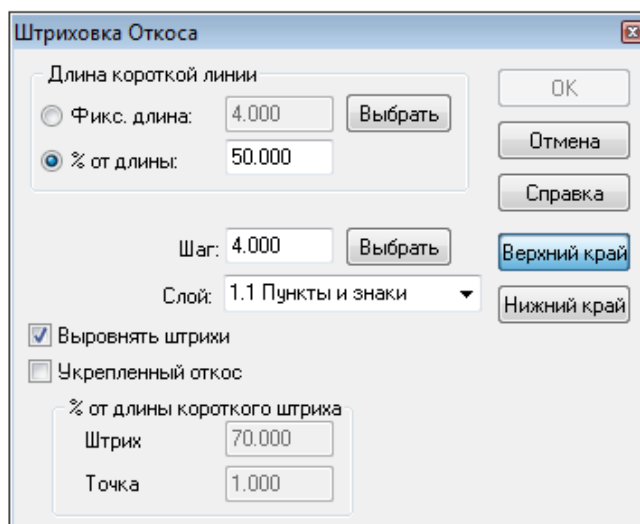 Штриховка Откоса
Длина короткой линии
Фикс. длина: 4.000 Выбрать
% от длины: 50.000
OK
Отмена
Справка
Шаг: 4.000 Выбрать
Верхний край
Слой: 1.1 Пункты и знаки
Нижний край
Выровнять штрихи
Укрепленный откос
% от длины короткого штриха
Штрих 70.000
Точка 1.000